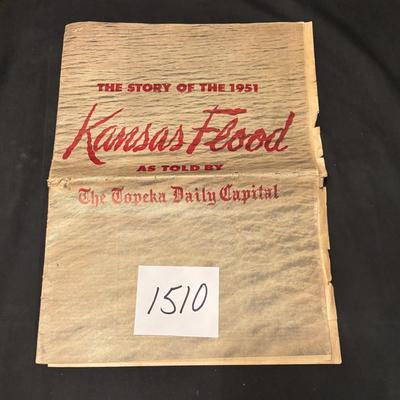 THE STORY OF THE 1951
Kansas Flood
AS TOLD BY
The Topeka Daily Capital
1510